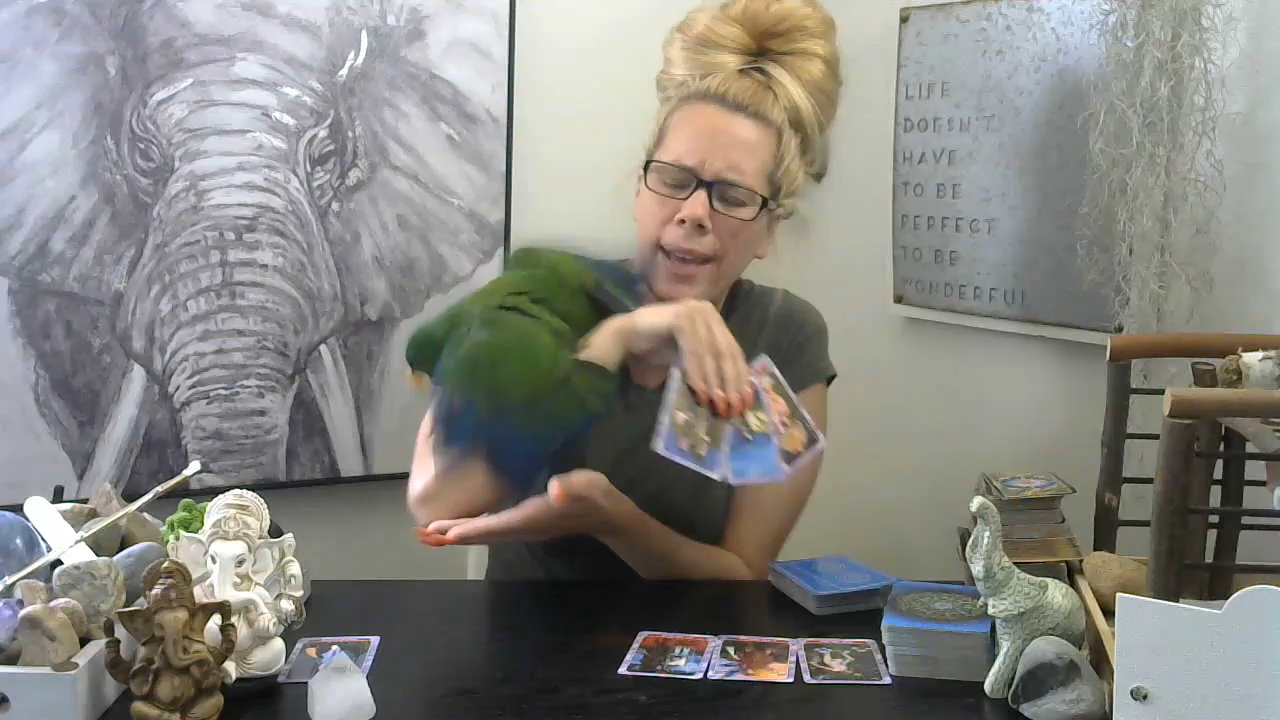 LIFE
DOESN'T
HAVE
TO BE
PERFECT
TO BE
WONDERFUL